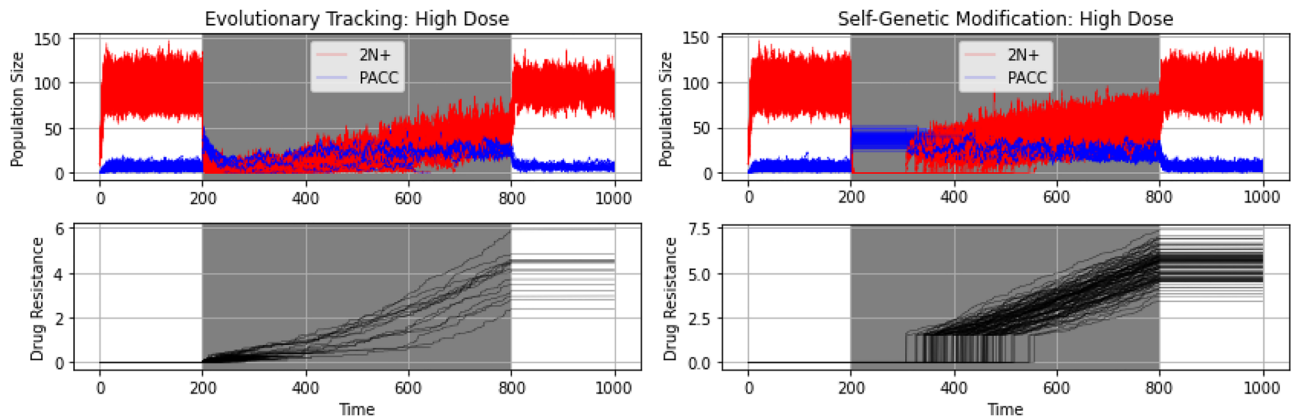 Evolutionary Tracking: High Dose
Population Size
150
100
50
0
2N+
PACC
0 200 400 600 800 1000
Drug Resistance
6
4
2
0
0 200 400 600 800 1000
Time
Self-Genetic Modification: High Dose
Population Size
150
100
50
0
2N+
PACC
0 200 400 600 800 1000
Drug Resistance
7.5
5.0
2.5
0.0
0 200 400 600 800 1000
Time